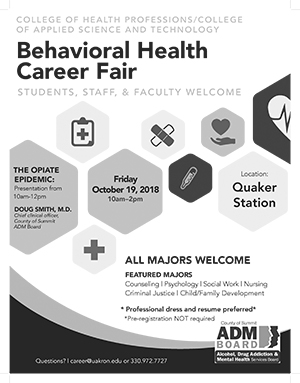 COLLEGE OF HEALTH PROFESSIONS/COLLEGE
OF APPLIED SCIENCE AND TECHNOLOGY
Behavioral Health
Career Fair
STUDENTS, STAFF, & FACULTY WELCOME
THE OPIATE
EPIDEMIC:
Presentation from
10am-12pm
DOUG SMITH, M.D.
Chief clinical officer,
County of Summit
ADM Board
Friday
October 19, 2018
10am–2pm
Location:
Quaker
Station
ALL MAJORS WELCOME
FEATURED MAJORS
Counseling | Psychology | Social Work | Nursing
Criminal Justice | Child/Family Development
* Professional dress and resume preferred*
*Pre-registration NOT required
County of Summit
ADM
BOARD
Alcohol, Drug Addiction &
Mental Health Services Board
Questions? | career@uakron.edu or 330.972.7727